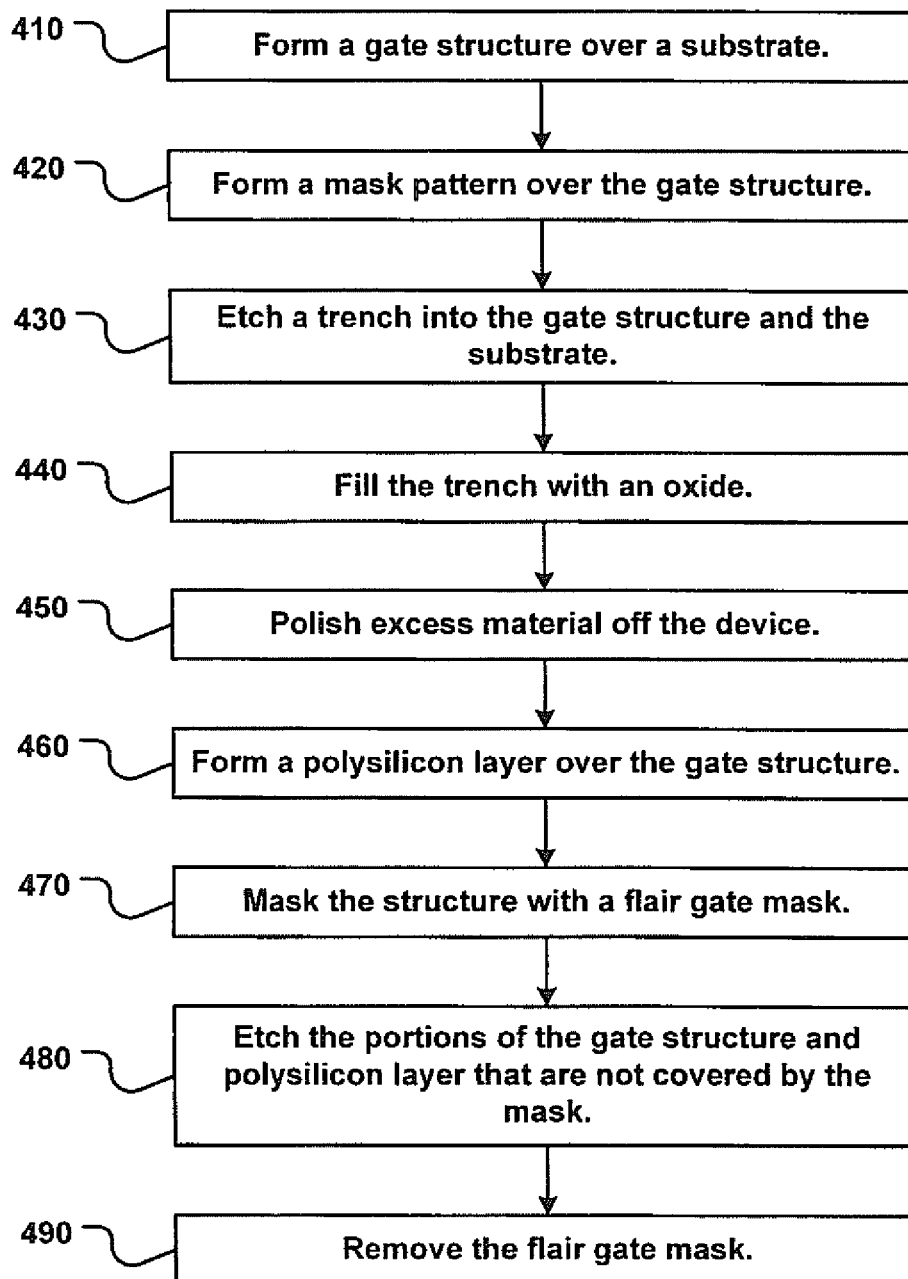 410
Form a gate structure over a substrate.
420
Form a mask pattern over the gate structure.
430
Etch a trench into the gate structure and the
substrate.
440
Fill the trench with an oxide.
450
Polish excess material off the device.
460
Form a polysilicon layer over the gate structure.
470
Mask the structure with a flair gate mask.
480
Etch the portions of the gate structure and
polysilicon layer that are not covered by the
mask.
490
Remove the flair gate mask.